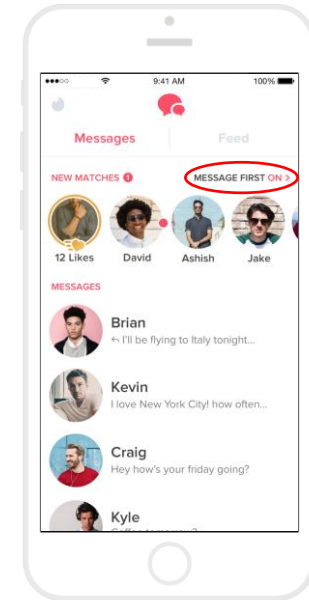 9:41 AM 100%
Messages Feed
NEW MATCHES 1 MESSAGE FIRST ON >
12 Likes David Ashish Jake
MESSAGES
Brian
I'll be flying to Italy tonight...
Kevin
I love New York City! how often...
Craig
Hey how's your friday going?
Kyle
Coffee tomorrow?